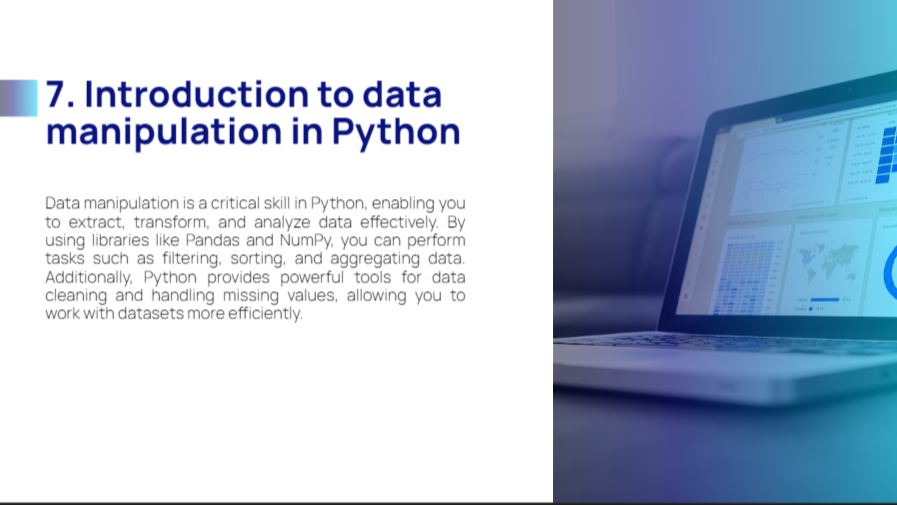 7. Introduction to data
manipulation in Python
Data manipulation is a critical skill in Python, enabling you
to extract, transform, and analyze data effectively. By
using libraries like Pandas and NumPy, you can perform
tasks such as filtering, sorting, and aggregating data.
Additionally, Python provides powerful tools for data
cleaning and handling missing values, allowing you to
work with datasets more efficiently.